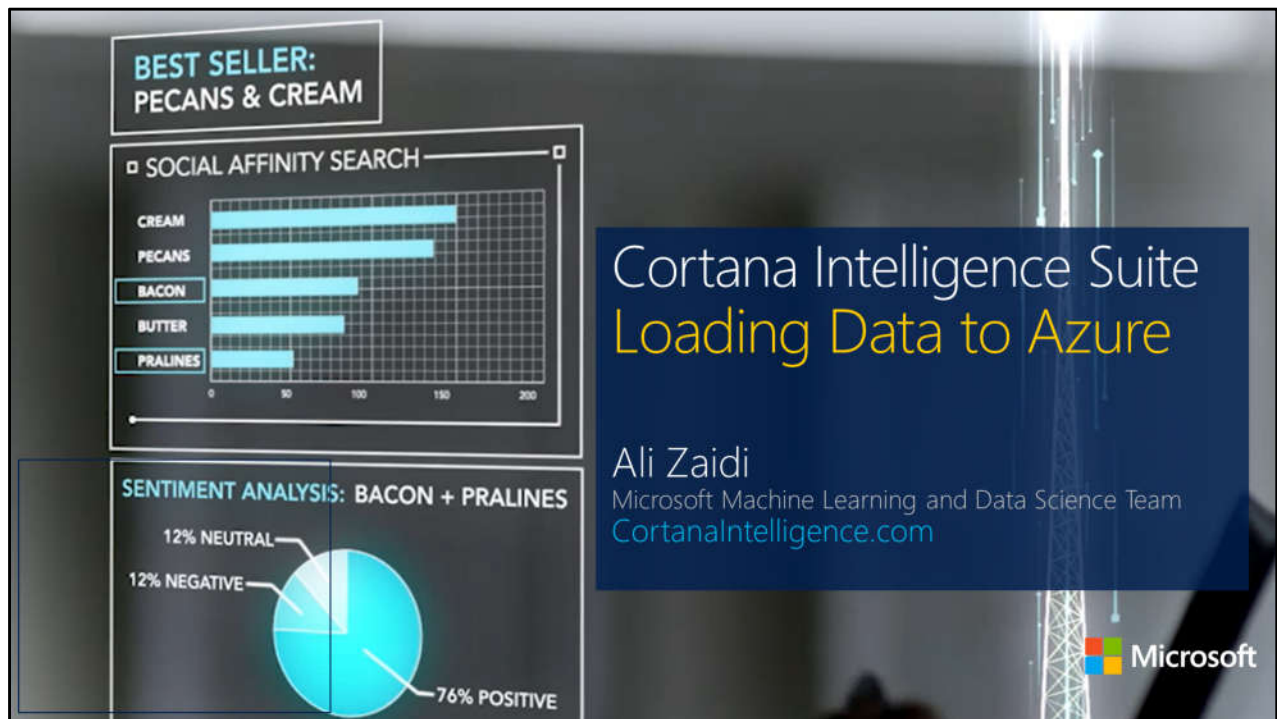 BEST SELLER:
PECANS & CREAM
SOCIAL AFFINITY SEARCH
CREAM
PECANS
BACON
BUTTER
PRALINES
0 50 100 150 200
SENTIMENT ANALYSIS: BACON + PRALINES
12% NEUTRAL
12% NEGATIVE
76% POSITIVE
Cortana Intelligence Suite
Loading Data to Azure
Ali Zaidi
Microsoft Machine Learning and Data Science Team
CortanaIntelligence.com
Microsoft